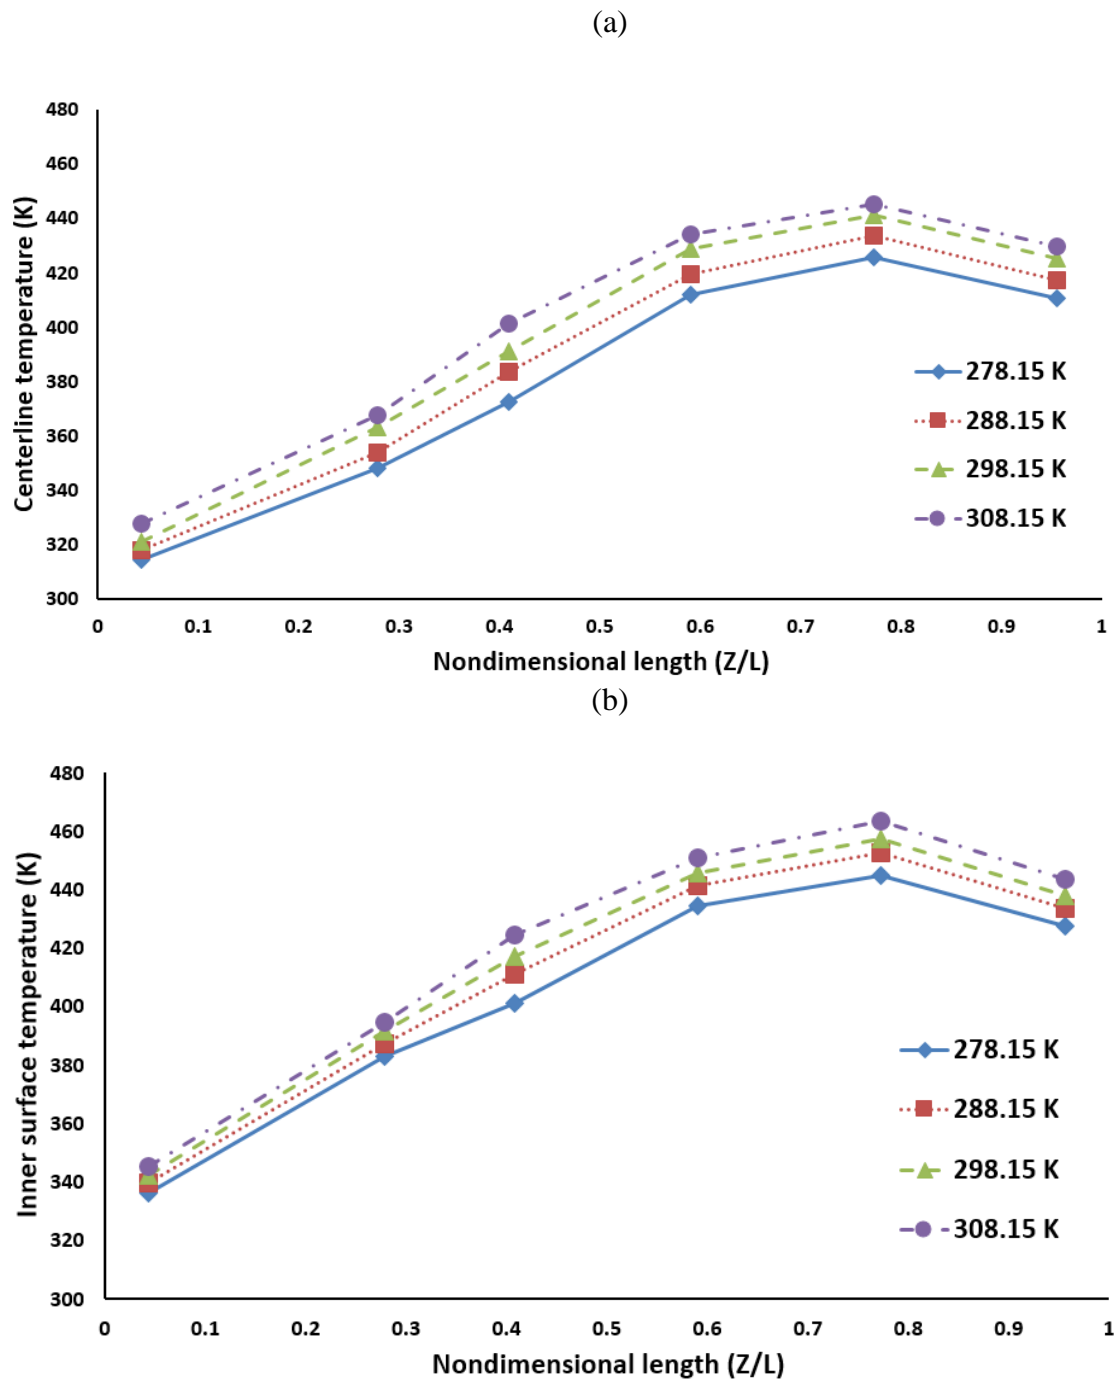 (a)
480
460
440
420
400
380
360
340
320
300
Centerline temperature (K)
278.15 K
288.15 K
298.15 K
308.15 K
0 0.1 0.2 0.3 0.4 0.5 0.6 0.7 0.8 0.9 1
Nondimensional length (Z/L)
(b)
480
460
440
420
400
380
360
340
320
300
Inner surface temperature (K)
278.15 K
288.15 K
298.15 K
308.15 K
0 0.1 0.2 0.3 0.4 0.5 0.6 0.7 0.8 0.9 1
Nondimensional length (Z/L)